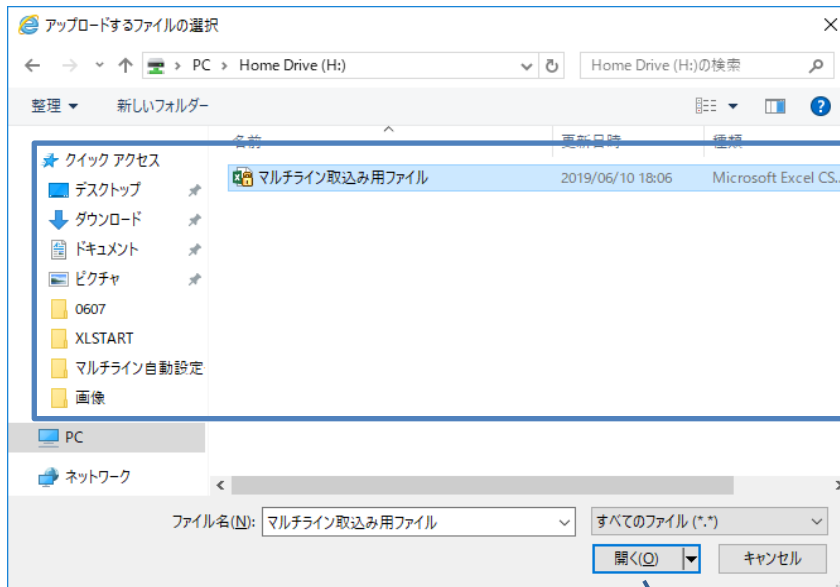 アップロードするファイルの選択
PC > Home Drive (H:)
Home Drive (H:)の検索
整理 新しいフォルダー
名前 更新日時 種類
クイック アクセス
マルチライン取込み用ファイル 2019/06/10 18:06 Microsoft Excel CS..
デスクトップ
ダウンロード
ドキュメント
ピクチャ
0607
XLSTART
マルチライン自動設定
画像
PC
ネットワーク
ファイル名(N): マルチライン取込み用ファイル すべてのファイル (*.*)
開く(O) キャンセル